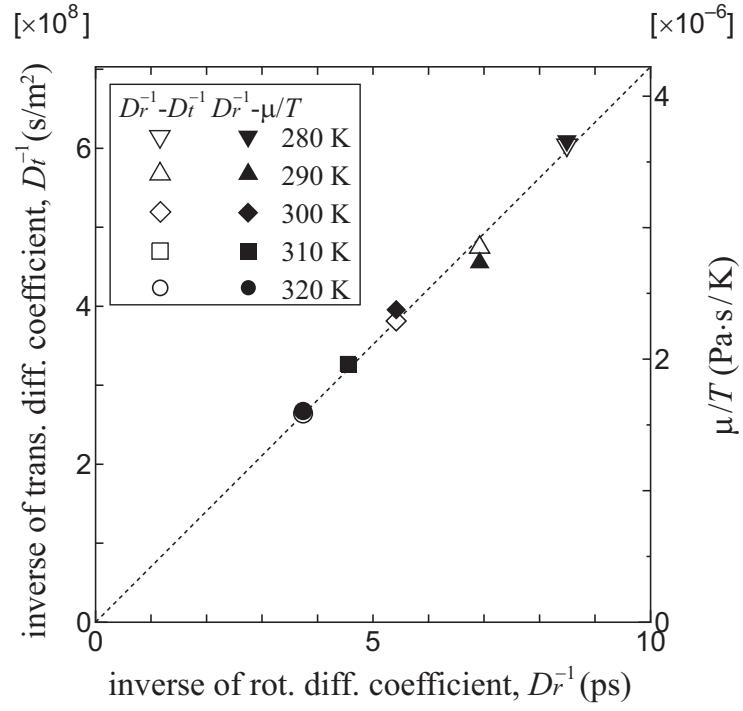 [×10⁸]
[×10⁻⁶]
inverse of trans. diff. coefficient, Dt⁻¹ (s/m²)
6
4
2
0
Dr⁻¹-Dt⁻¹ Dr⁻¹-μ/T
280 K
290 K
300 K
310 K
320 K
4
2
0
μ/T (Pa·s/K)
0 5 10
inverse of rot. diff. coefficient, Dr⁻¹ (ps)